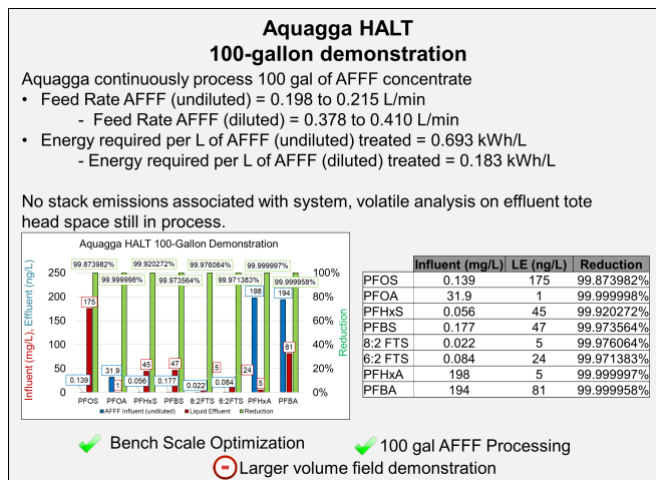 Aquagga HALT
100-gallon demonstration
Aquagga continuously process 100 gal of AFFF concentrate
• Feed Rate AFFF (undiluted) = 0.198 to 0.215 L/min
- Feed Rate AFFF (diluted) = 0.378 to 0.410 L/min
• Energy required per L of AFFF (undiluted) treated = 0.693 kWh/L
- Energy required per L of AFFF (diluted) treated = 0.183 kWh/L
No stack emissions associated with system, volatile analysis on effluent tote
head space still in process.
Aquagga HALT 100-Gallon Demonstration
Influent (mg/L), Effluent (ng/L)
250
200
150
100
50
0
99.873982% 99.920272% 99.976064% 99.999997%
99.999998% 99.973564% 99.971383% 99.999958%
175 198 194
0.139 31.9 1 0.056 45 0.177 47 0.022 5 0.084 24 5 81
100%
80%
60%
40%
20%
0%
Reduction
PFOS PFOA PFHxS PFBS 8:2FTS 6:2FTS PFHxA PFBA
AFFF Influent (undiluted) Liquid Effluent Reduction
Influent (mg/L) LE (ng/L) Reduction
PFOS 0.139 175 99.873982%
PFOA 31.9 1 99.999998%
PFHxS 0.056 45 99.920272%
PFBS 0.177 47 99.973564%
8:2 FTS 0.022 5 99.976064%
6:2 FTS 0.084 24 99.971383%
PFHxA 198 5 99.999997%
PFBA 194 81 99.999958%
Bench Scale Optimization 100 gal AFFF Processing
Larger volume field demonstration